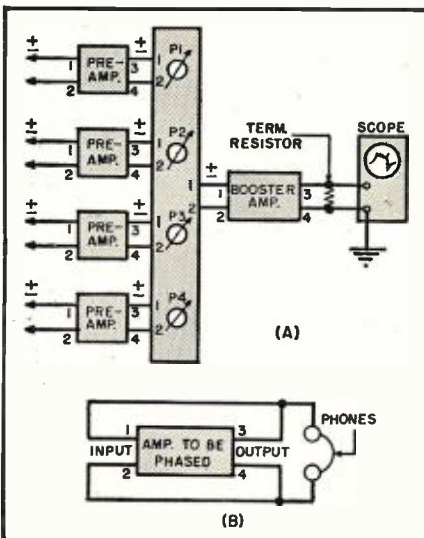 ± ± P1
1 PRE- 3 1
2 AMP. 4 2
± ± P2
1 PRE- 3 1
2 AMP. 4 2
TERM. RESISTOR
SCOPE
± 1 1 BOOSTER 3
2 2 AMP. 4
± ± P3
1 PRE- 3 1
2 AMP. 4 2
± ± P4
1 PRE- 3 1
2 AMP. 4 2
(A)
PHONES
1 3
INPUT AMP. TO BE OUTPUT
PHASED
2 4
(B)